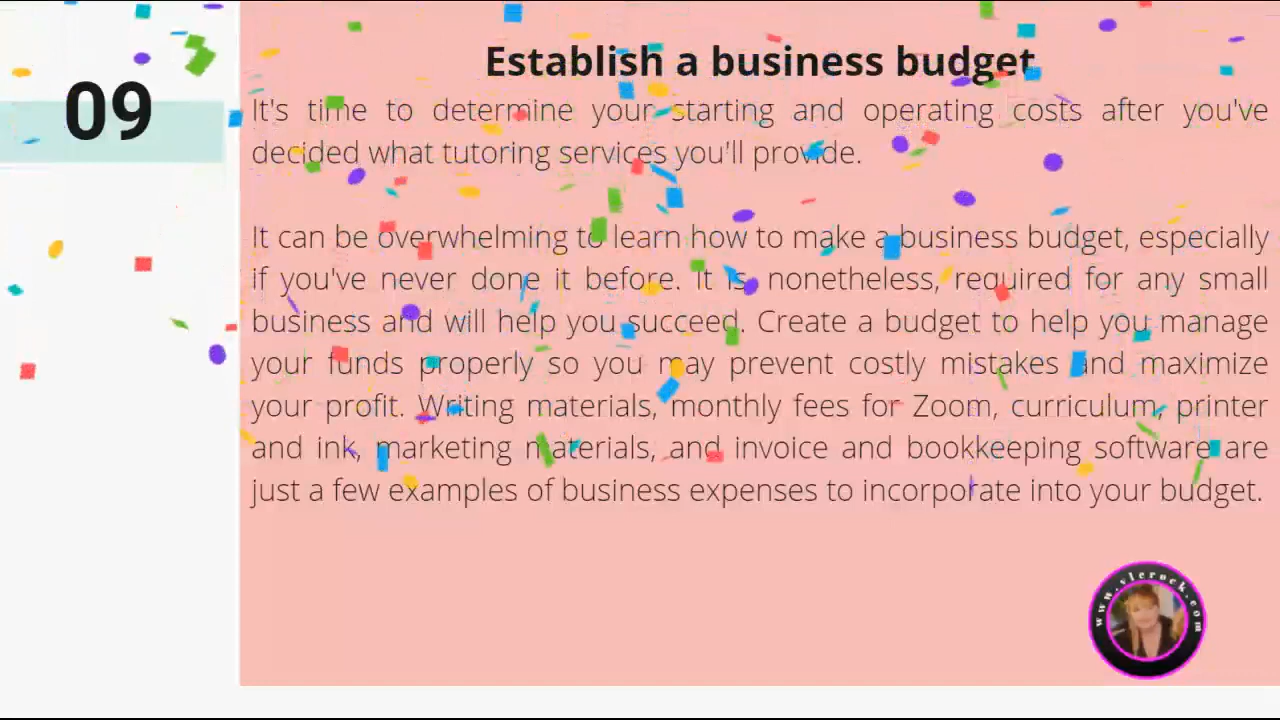 09
Establish a business budget
It's time to determine your starting and operating costs after you've
decided what tutoring services you'll provide.
It can be overwhelming to learn how to make a business budget, especially
if you've never done it before. It is, nonetheless, required for any small
business and will help you succeed. Create a budget to help you manage
your funds properly so you may prevent costly mistakes and maximize
your profit. Writing materials, monthly fees for Zoom, curriculum, printer
and ink, marketing materials, and invoice and bookkeeping software are
just a few examples of business expenses to incorporate into your budget.
www.vlcrock.com